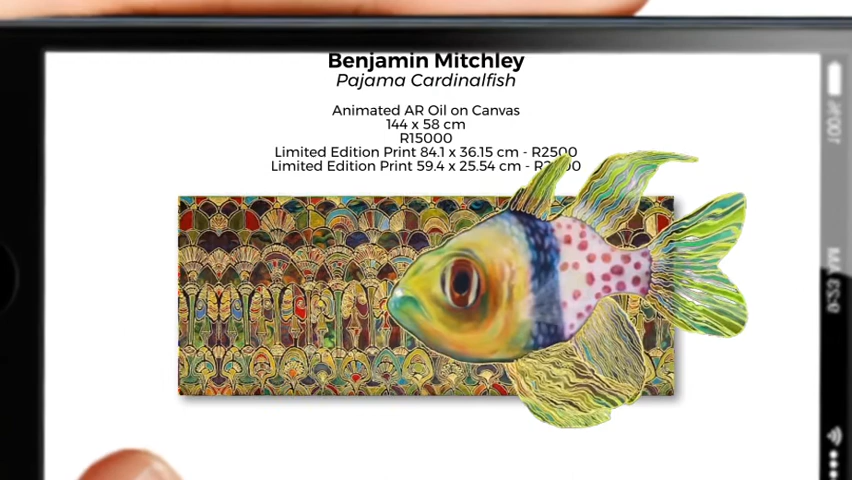 Benjamin Mitchley
Pajama Cardinalfish
Animated AR Oil on Canvas
144 x 58 cm
R15000
Limited Edition Print 84.1 x 36.15 cm - R2500
Limited Edition Print 59.4 x 25.54 cm -